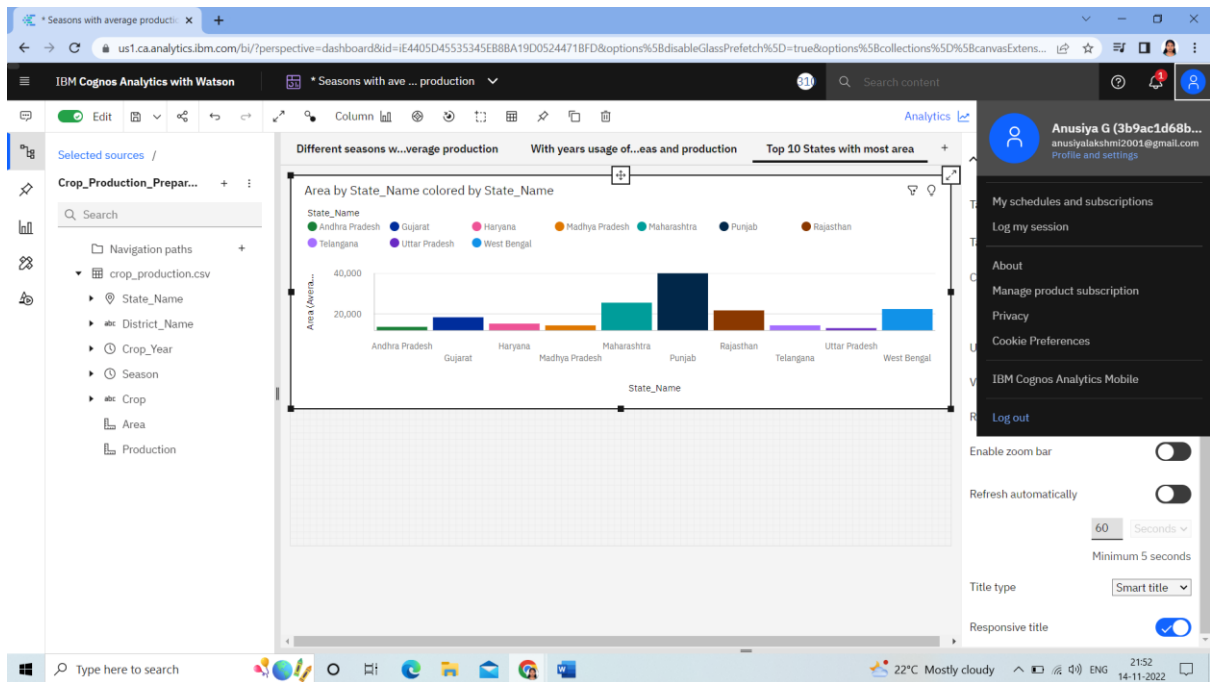 * Seasons with average productio
us1.ca.analytics.ibm.com/bi/?perspective=dashboard&id=iE4405D45535345EB8BA19D0524471BFD&options%5BdisableGlassPrefetch%5D=true&options%5Bcollections%5D%5BcanvasExtens...
IBM Cognos Analytics with Watson
* Seasons with ave ... production
Search content
1
Edit
Column
Analytics
Selected sources /
Crop_Production_Prepar...
Search
Navigation paths
crop_production.csv
State_Name
abc District_Name
Crop_Year
Season
abc Crop
Area
Production
Different seasons w...verage production
With years usage of...eas and production
Top 10 States with most area
Area by State_Name colored by State_Name
State_Name
Andhra Pradesh Gujarat Haryana Madhya Pradesh Maharashtra Punjab Rajasthan
Telangana Uttar Pradesh West Bengal
Area (Avera...
40,000
20,000
Andhra Pradesh Haryana Maharashtra Rajasthan Uttar Pradesh
Gujarat Madhya Pradesh Punjab Telangana West Bengal
State_Name
Anusiya G (3b9ac1d68b...
anusiyalakshmi2001@gmail.com
Profile and settings
My schedules and subscriptions
Log my session
About
Manage product subscription
Privacy
Cookie Preferences
IBM Cognos Analytics Mobile
Log out
Enable zoom bar
Refresh automatically
60 Seconds
Minimum 5 seconds
Title type
Smart title
Responsive title
Type here to search
22°C Mostly cloudy
ENG
21:52
14-11-2022